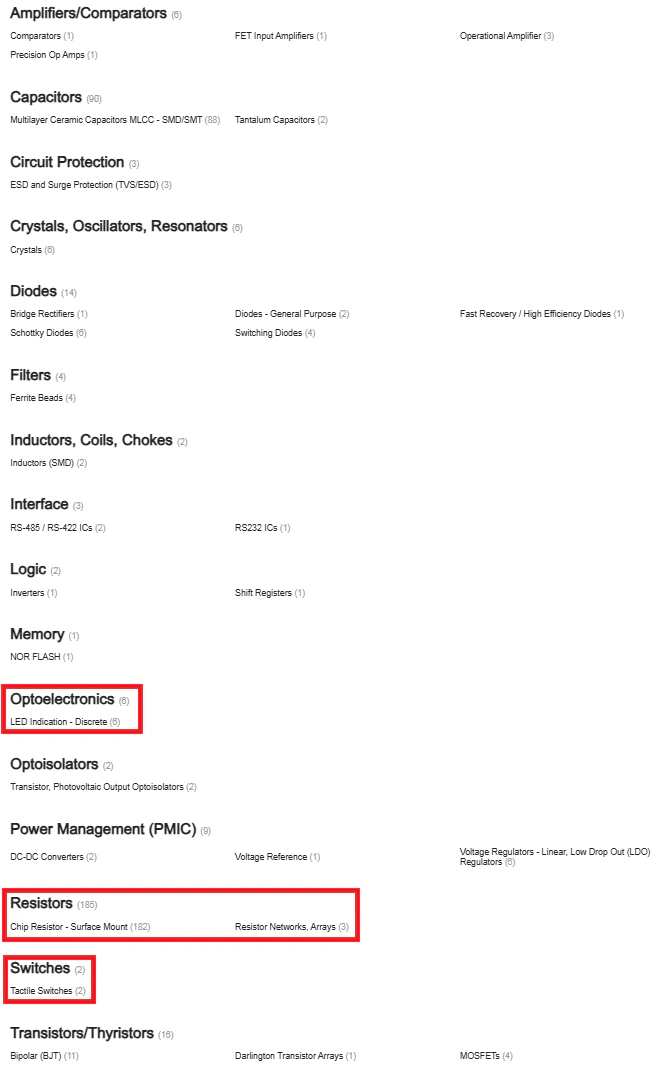 Amplifiers/Comparators (6)
Comparators (1) FET Input Amplifiers (1) Operational Amplifier (3)
Precision Op Amps (1)
Capacitors (90)
Multilayer Ceramic Capacitors MLCC - SMD/SMT (88) Tantalum Capacitors (2)
Circuit Protection (3)
ESD and Surge Protection (TVS/ESD) (3)
Crystals, Oscillators, Resonators (6)
Crystals (6)
Diodes (14)
Bridge Rectifiers (1) Diodes - General Purpose (2) Fast Recovery / High Efficiency Diodes (1)
Schottky Diodes (6) Switching Diodes (4)
Filters (4)
Ferrite Beads (4)
Inductors, Coils, Chokes (2)
Inductors (SMD) (2)
Interface (3)
RS-485 / RS-422 ICs (2) RS232 ICs (1)
Logic (2)
Inverters (1) Shift Registers (1)
Memory (1)
NOR FLASH (1)
Optoelectronics (6)
LED Indication - Discrete (6)
Optoisolators (2)
Transistor, Photovoltaic Output Optoisolators (2)
Power Management (PMIC) (9)
DC-DC Converters (2) Voltage Reference (1) Voltage Regulators - Linear, Low Drop Out (LDO)
Regulators (6)
Resistors (185)
Chip Resistor - Surface Mount (182) Resistor Networks, Arrays (3)
Switches (2)
Tactile Switches (2)
Transistors/Thyristors (16)
Bipolar (BJT) (11) Darlington Transistor Arrays (1) MOSFETs (4)